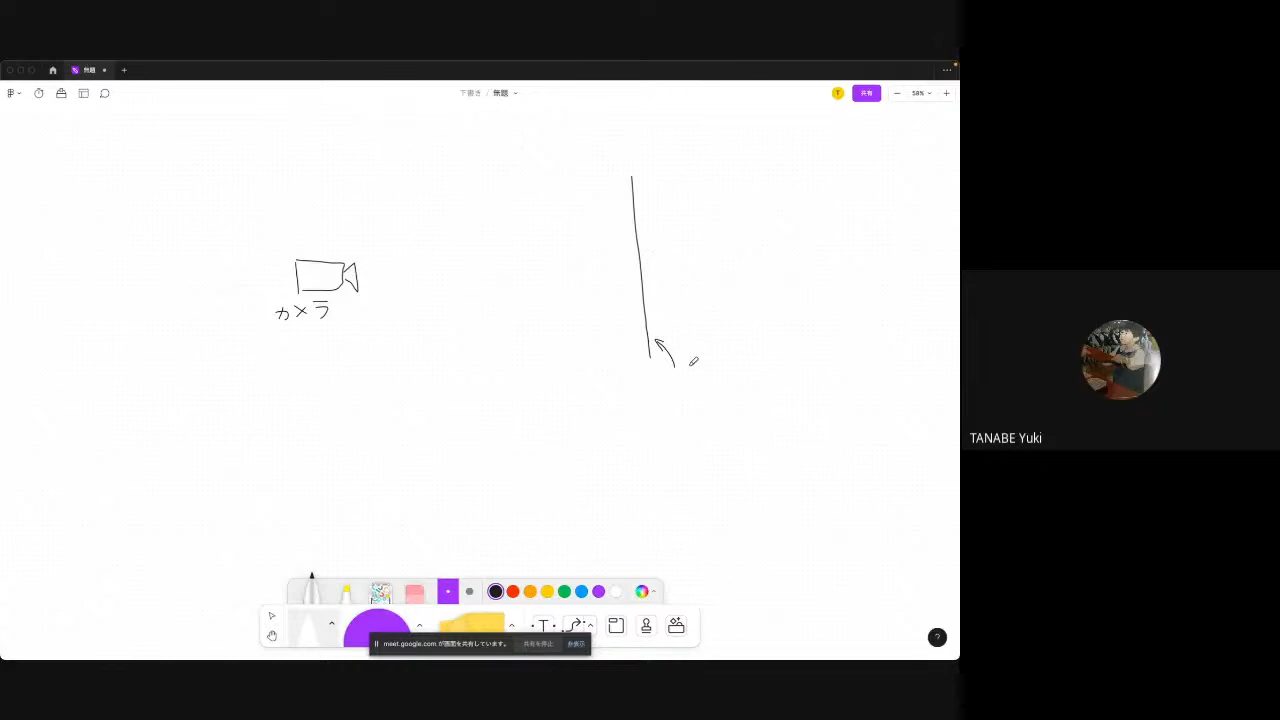 無題
下書き / 無題
T
共有
58%
カメラ
TANABE Yuki
T
meet.google.com が画面を共有しています。
共有を停止
非表示
?